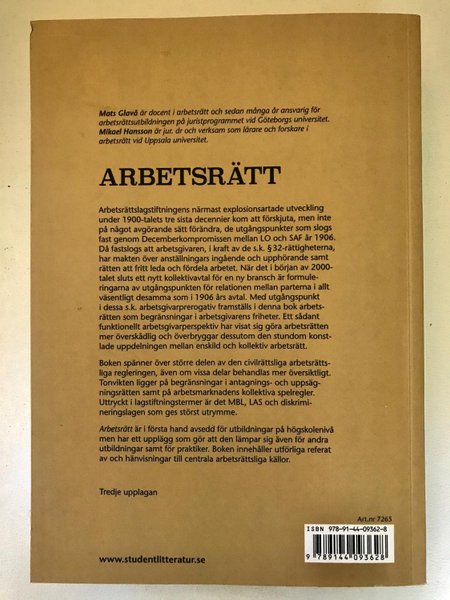 Mats Glavå är docent i arbetsrätt och sedan många år ansvarig för
arbetsrättsutbildningen på juristprogrammet vid Göteborgs universitet.
Mikael Hansson är jur. dr och verksam som lärare och forskare i
arbetsrätt vid Uppsala universitet.
ARBETSRÄTT
Arbetsrättslagstiftningens närmast explosionsartade utveckling
under 1900-talets tre sista decennier kom att förskjuta, men inte
på något avgörande sätt förändra, de utgångspunkter som slogs
fast genom Decemberkompromissen mellan LO och SAF år 1906.
Då fastslogs att arbetsgivaren, i kraft av de s.k. §32-rättigheterna,
har makten över anställningars ingående och upphörande samt
rätten att fritt leda och fördela arbetet. När det i början av 2000-
talet sluts ett nytt kollektivavtal för en ny bransch är formule-
ringarna av utgångspunkten för relationen mellan parterna i allt
väsentligt desamma som i 1906 års avtal. Med utgångspunkt
i dessa s.k. arbetsgivarprerogativ framställs i denna bok arbets-
rätten som begränsningar i arbetsgivarens friheter. Ett sådant
funktionellt arbetsgivarperspektiv har visat sig göra arbetsrätten
mer överskådlig och överbryggar dessutom den stundom konst-
lade uppdelningen mellan enskild och kollektiv arbetsrätt.
Boken spänner över större delen av den civilrättsliga arbetsrätts-
liga regleringen, även om vissa delar behandlas mer översiktligt.
Tonvikten ligger på begränsningar i antagnings- och uppsäg-
ningsrätten samt på arbetsmarknadens kollektiva spelregler.
Uttryckt i lagstiftningstermer är det MBL, LAS och diskrimi-
neringslagen som ges störst utrymme.
Arbetsrätt är i första hand avsedd för utbildningar på högskolenivå
men har ett upplägg som gör att den lämpar sig även för andra
utbildningar samt för praktiker. Boken innehåller utförliga referat
av och hänvisningar till centrala arbetsrättsliga källor.
Tredje upplagan
Art.nr 7265
ISBN 978-91-44-09362-8
9 789144 093628
www.studentlitteratur.se